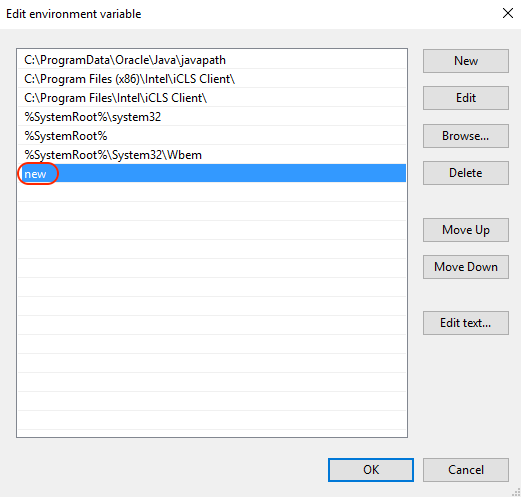 Edit environment variable
C:\ProgramData\Oracle\Java\javapath
C:\Program Files (x86)\Intel\iCLS Client\
C:\Program Files\Intel\iCLS Client\
%SystemRoot%\system32
%SystemRoot%
%SystemRoot%\System32\Wbem
new
New
Edit
Browse...
Delete
Move Up
Move Down
Edit text...
OK
Cancel